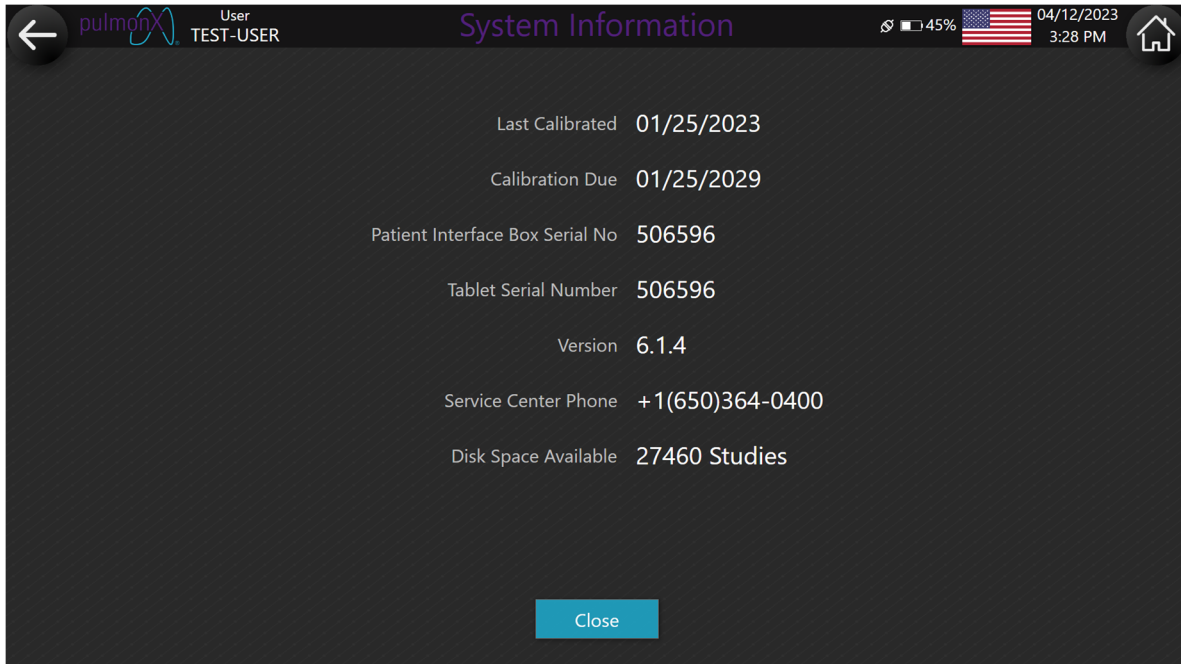 pulmonX
User
TEST-USER
System Information
45%
04/12/2023
3:28 PM
Last Calibrated 01/25/2023
Calibration Due 01/25/2029
Patient Interface Box Serial No 506596
Tablet Serial Number 506596
Version 6.1.4
Service Center Phone +1(650)364-0400
Disk Space Available 27460 Studies
Close